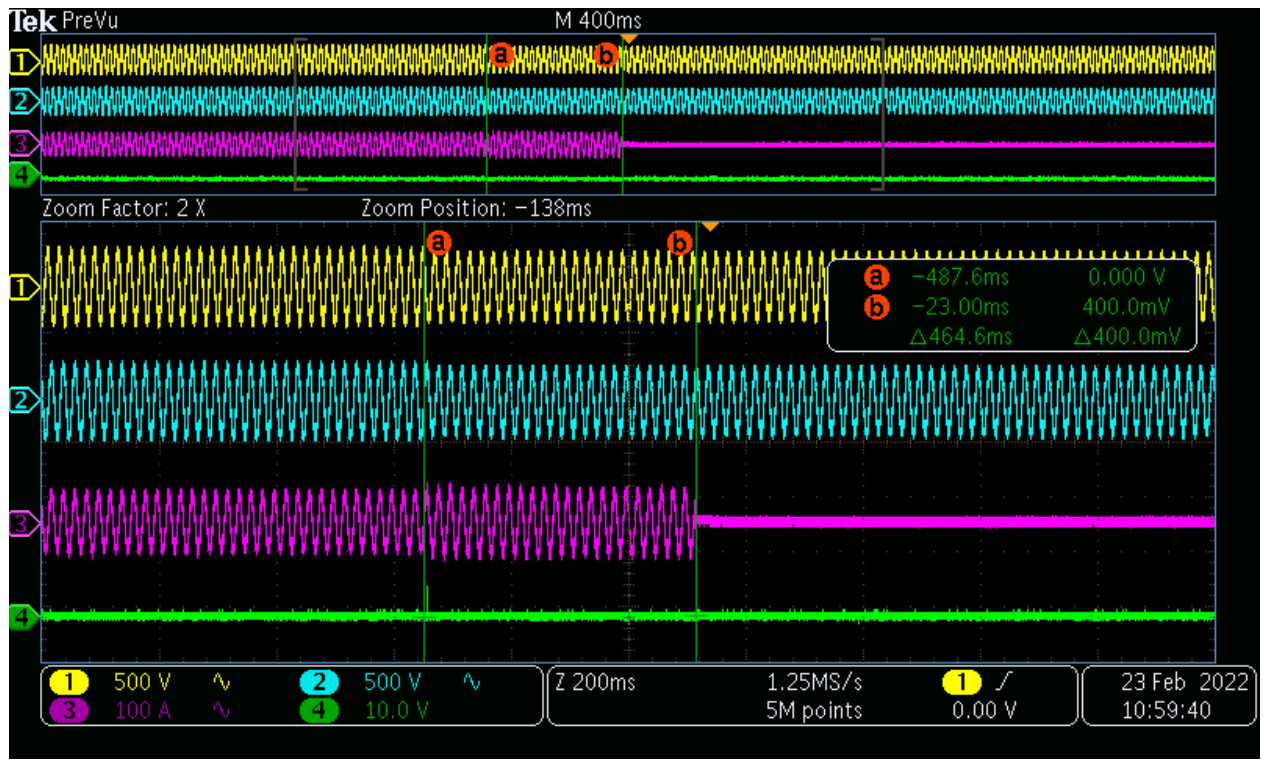 Tek PreVu M 400ms
1 a b
2
3
4
Zoom Factor: 2 X Zoom Position: −138ms
a b
1
a −487.6ms 0.000 V
b −23.00ms 400.0mV
△464.6ms △400.0mV
2
3
4
1 500 V 2 500 V Z 200ms 1.25MS/s 1 23 Feb 2022
3 100 A 4 10.0 V 5M points 0.00 V 10:59:40